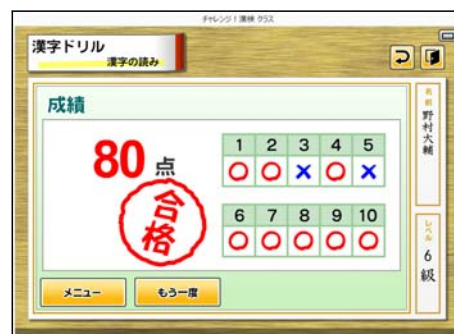 チャレンジ！漢検 クラス
漢字ドリル
漢字の読み
成績
80点
合格
1 2 3 4 5
○ ○ × ○ ×
6 7 8 9 10
○ ○ ○ ○ ○
メニュー
もう一度
名前
野村大輔
レベル
6級